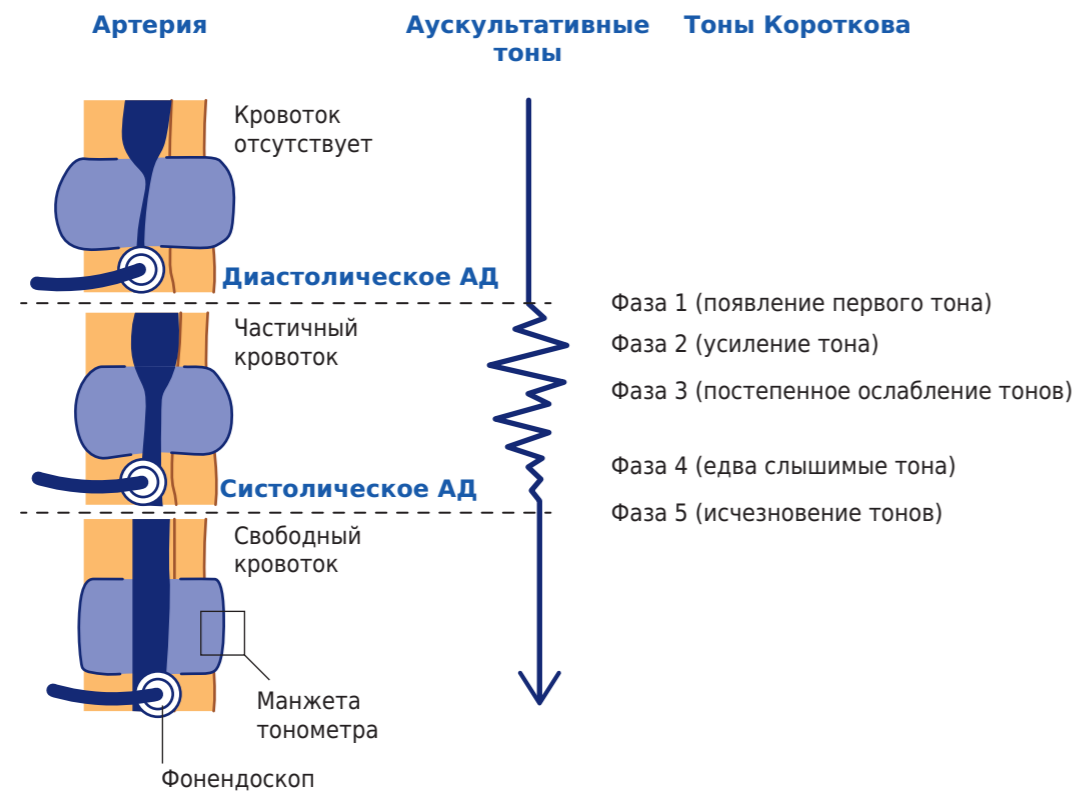 Артерия
Аускультативные
тоны
Тоны Короткова
Кровоток
отсутствует
Диастолическое АД
Фаза 1 (появление первого тона)
Частичный
кровоток
Фаза 2 (усиление тона)
Фаза 3 (постепенное ослабление тонов)
Фаза 4 (едва слышимые тона)
Систолическое АД
Фаза 5 (исчезновение тонов)
Свободный
кровоток
Манжета
тонометра
Фонендоскоп